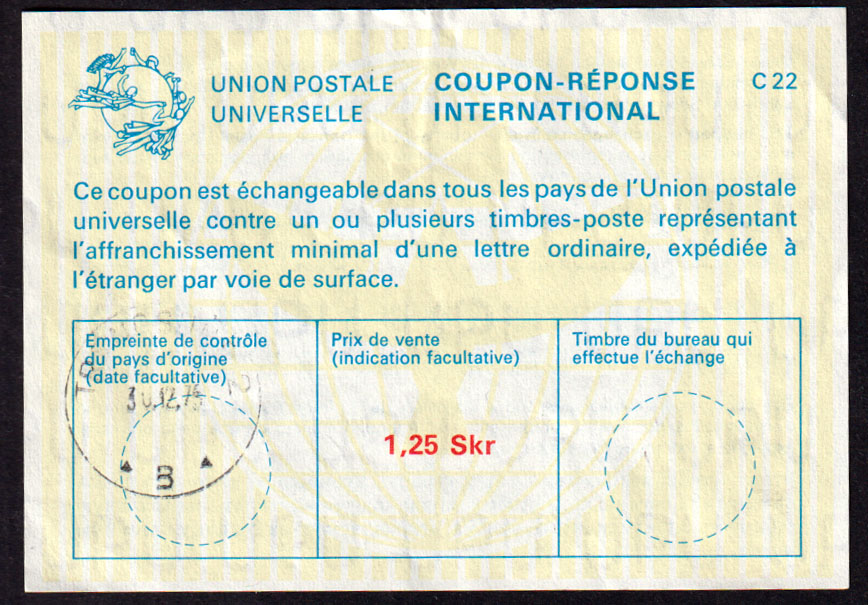 UNION POSTALE
UNIVERSELLE
COUPON-RÉPONSE
INTERNATIONAL
C 22
Ce coupon est échangeable dans tous les pays de l'Union postale
universelle contre un ou plusieurs timbres-poste représentant
l'affranchissement minimal d'une lettre ordinaire, expédiée à
l'étranger par voie de surface.
Empreinte de contrôle
du pays d'origine
(date facultative)
Prix de vente
(indication facultative)
1,25 Skr
Timbre du bureau qui
effectue l'échange
B